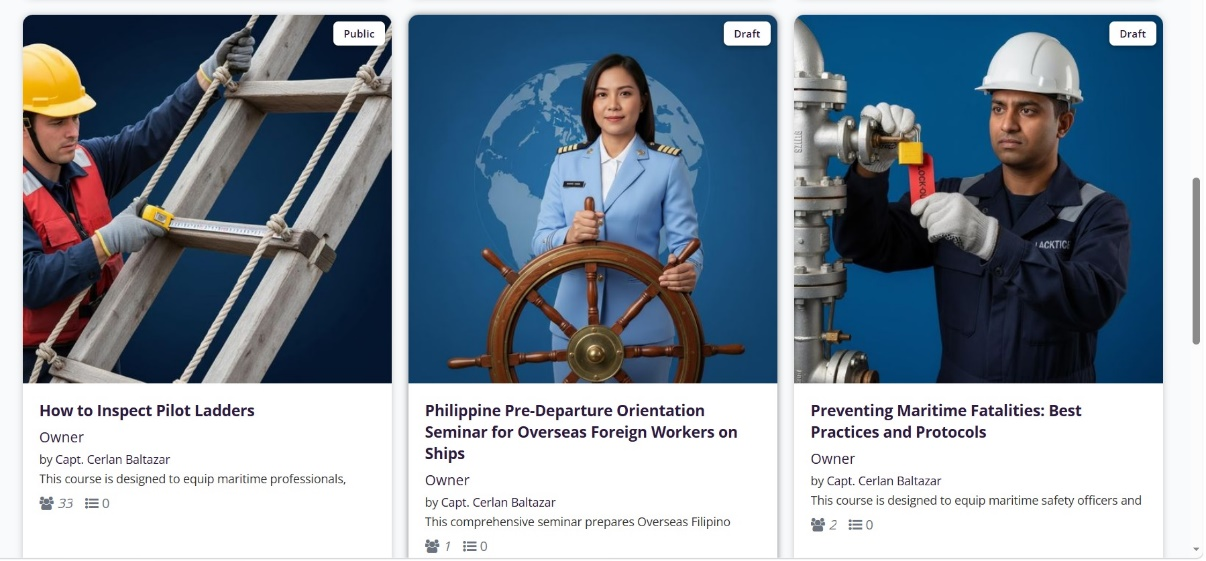 Public
How to Inspect Pilot Ladders
Owner
by Capt. Cerlan Baltazar
This course is designed to equip maritime professionals,
33 0
Draft
Philippine Pre-Departure Orientation
Seminar for Overseas Foreign Workers on
Ships
Owner
by Capt. Cerlan Baltazar
This comprehensive seminar prepares Overseas Filipino
1 0
Draft
LACKTICE
Preventing Maritime Fatalities: Best
Practices and Protocols
Owner
by Capt. Cerlan Baltazar
This course is designed to equip maritime safety officers and
2 0